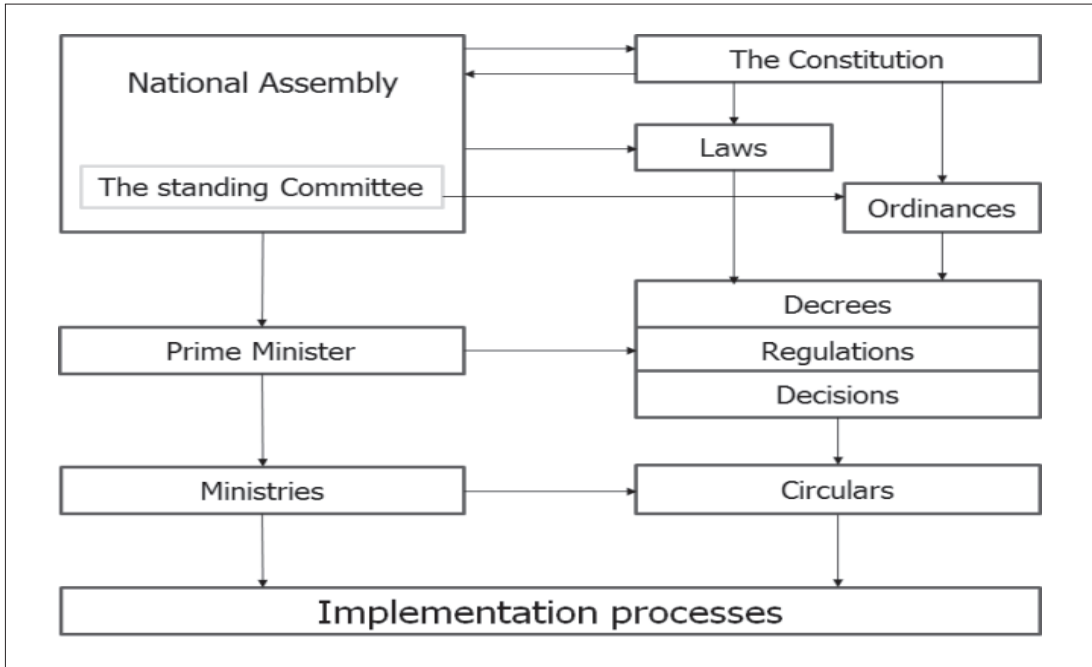 National Assembly
The standing Committee
The Constitution
Laws
Ordinances
Prime Minister
Decrees
Regulations
Decisions
Ministries
Circulars
Implementation processes